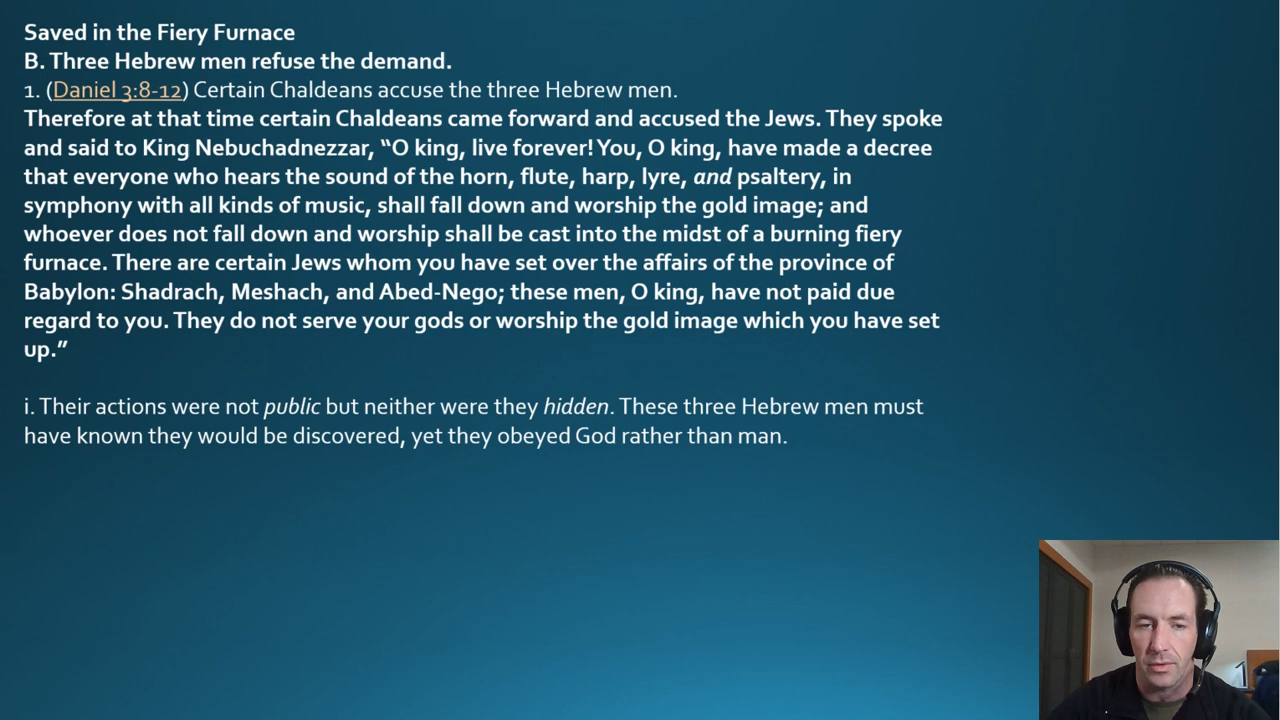 Saved in the Fiery Furnace
B. Three Hebrew men refuse the demand.
1. (Daniel 3:8-12) Certain Chaldeans accuse the three Hebrew men.
Therefore at that time certain Chaldeans came forward and accused the Jews. They spoke
and said to King Nebuchadnezzar, “O king, live forever! You, O king, have made a decree
that everyone who hears the sound of the horn, flute, harp, lyre, and psaltery, in
symphony with all kinds of music, shall fall down and worship the gold image; and
whoever does not fall down and worship shall be cast into the midst of a burning fiery
furnace. There are certain Jews whom you have set over the affairs of the province of
Babylon: Shadrach, Meshach, and Abed-Nego; these men, O king, have not paid due
regard to you. They do not serve your gods or worship the gold image which you have set
up.”
i. Their actions were not public but neither were they hidden. These three Hebrew men must
have known they would be discovered, yet they obeyed God rather than man.